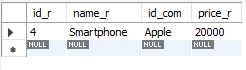 id_r name_r id_com price_r
4 Smartphone Apple 20000
NULL NULL NULL NULL